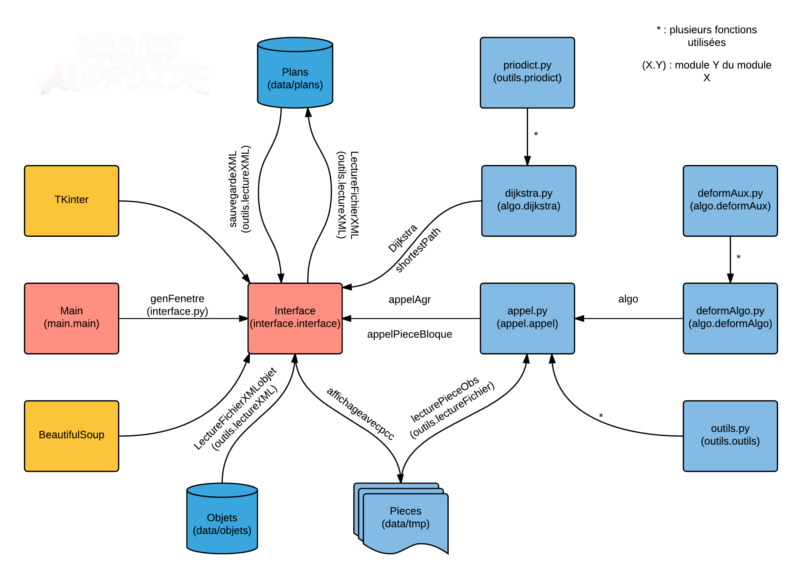 PROJET
ANDROIDE
* : plusieurs fonctions
utilisées
(X.Y) : module Y du module
X
Plans
(data/plans)
priodict.py
(outils.priodict)
*
sauvegardeXML
(outils.lectureXML)
LectureFichierXML
(outils.lectureXML)
TKinter
dijkstra.py
(algo.dijkstra)
deformAux.py
(algo.deformAux)
Dijkstra
shortestPath
*
Main
(main.main)
genFenetre
(interface.py)
Interface
(interface.interface)
appelAgr
appelPieceBloque
appel.py
(appel.appel)
algo
deformAlgo.py
(algo.deformAlgo)
BeautifulSoup
LectureFichierXMLobjet
(outils.lectureXML)
affichageavecpcc
lecturePieceObs
(outils.lectureFichier)
*
outils.py
(outils.outils)
Objets
(data/objets)
Pieces
(data/tmp)